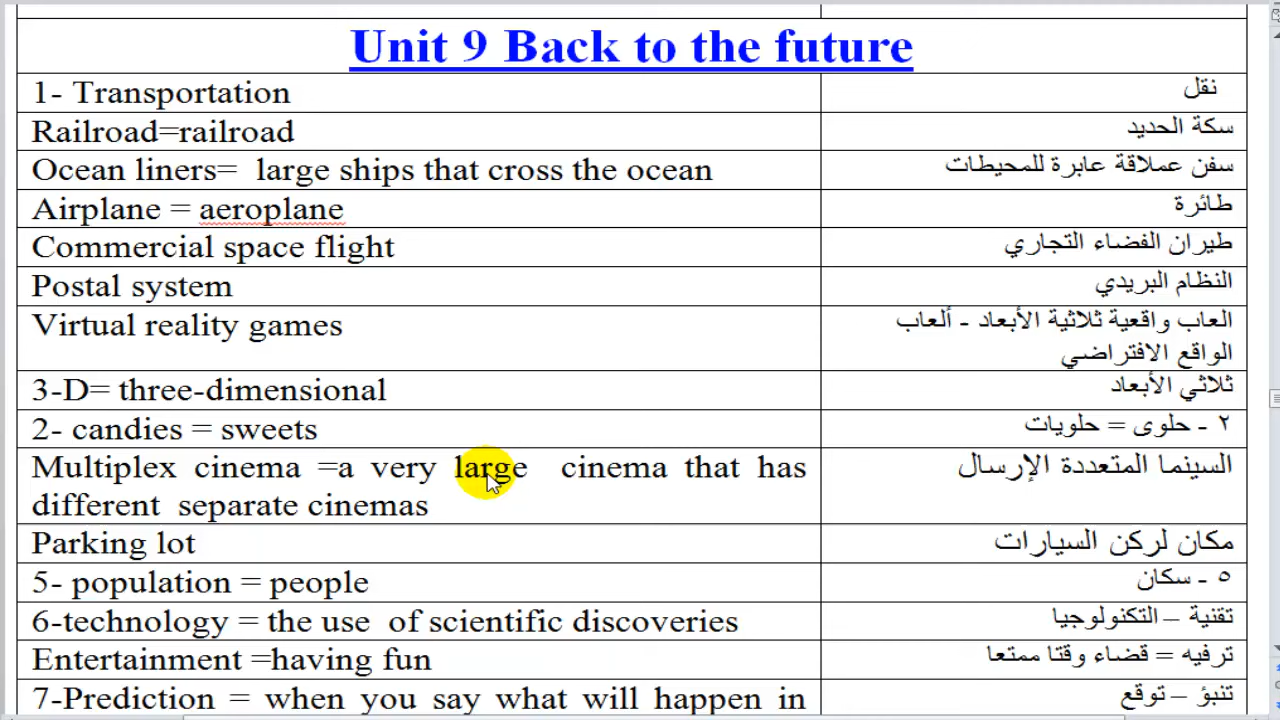 Unit 9 Back to the future
1- Transportation
نقل
Railroad=railroad
سكة الحديد
Ocean liners= large ships that cross the ocean
سفن عملاقة عابرة للمحيطات
Airplane = aeroplane
طائرة
Commercial space flight
طيران الفضاء التجاري
Postal system
النظام البريدي
Virtual reality games
العاب واقعية ثلاثية الأبعاد - ألعاب
الواقع الافتراضي
3-D= three-dimensional
ثلاثي الأبعاد
2- candies = sweets
٢ - حلوى = حلويات
Multiplex cinema =a very large cinema that has
different separate cinemas
السينما المتعددة الإرسال
Parking lot
مكان لركن السيارات
5- population = people
٥ - سكان
6-technology = the use of scientific discoveries
تقنية – التكنولوجيا
Entertainment =having fun
ترفيه = قضاء وقتا ممتعا
7-Prediction = when you say what will happen in
تنبؤ – توقع